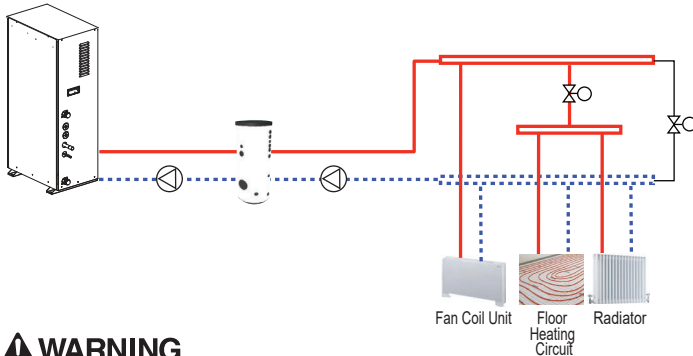 Fan Coil Unit
Floor
Heating
Circuit
Radiator
WARNING